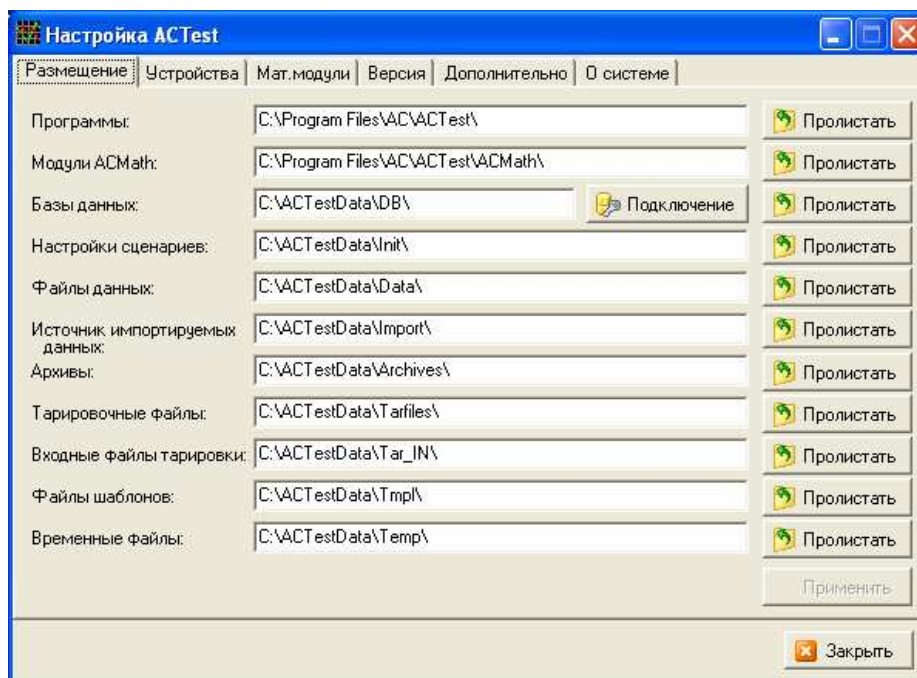 Настройка ACTest
Размещение Устройства Мат.модули Версия Дополнительно О системе
Программы: C:\Program Files\AC\ACTest\ Пролистать
Модули ACMath: C:\Program Files\AC\ACTest\ACMath\ Пролистать
Базы данных: C:\ACTestData\DB\ Подключение Пролистать
Настройки сценариев: C:\ACTestData\Init\ Пролистать
Файлы данных: C:\ACTestData\Data\ Пролистать
Источник импортируемых C:\ACTestData\Import\ Пролистать
данных:
Архивы: C:\ACTestData\Archives\ Пролистать
Тарировочные файлы: C:\ACTestData\Tarfiles\ Пролистать
Входные файлы тарировки: C:\ACTestData\Tar_IN\ Пролистать
Файлы шаблонов: C:\ACTestData\Tmpl\ Пролистать
Временные файлы: C:\ACTestData\Temp\ Пролистать
Применить
Закрыть